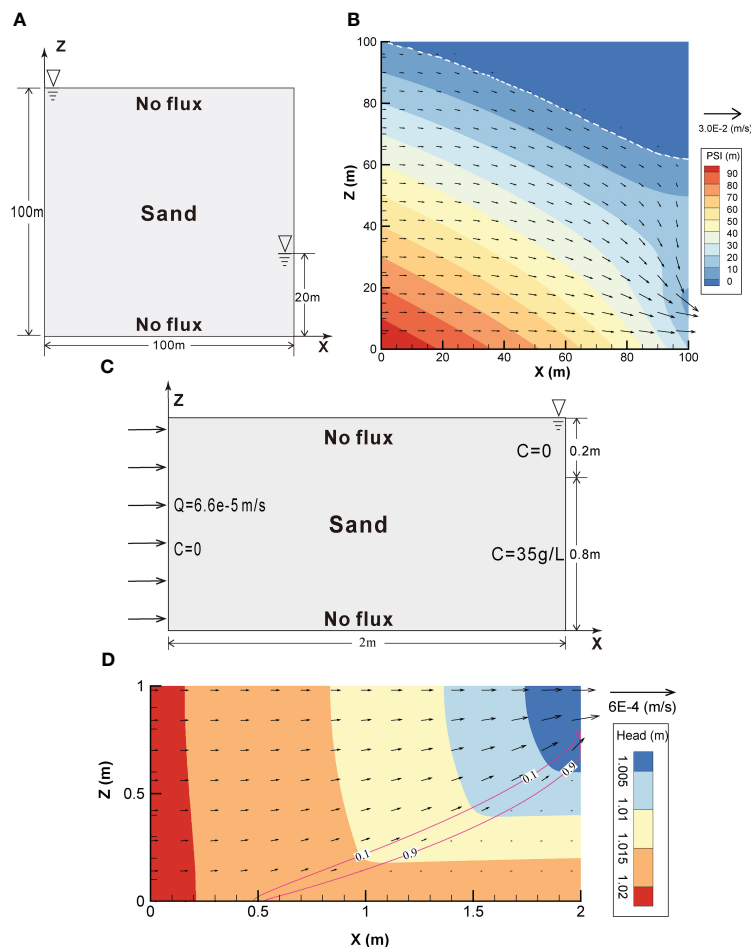 A
Z
No flux
100m
Sand
20m
No flux
X
100m
B
100
80
60
40
20
0
Z (m)
0
20
40
60
80
100
X (m)
3.0E-2 (m/s)
PSI (m)
90
80
70
60
50
40
30
20
10
0
C
Z
No flux
C=0
0.2m
Q=6.6e-5 m/s
Sand
C=0
C=35g/L
0.8m
No flux
X
2m
D
1
0.5
0
Z (m)
0.1
0.9
0.1
0.9
0
0.5
1
1.5
2
X (m)
6E-4 (m/s)
Head (m)
1.005
1.01
1.015
1.02